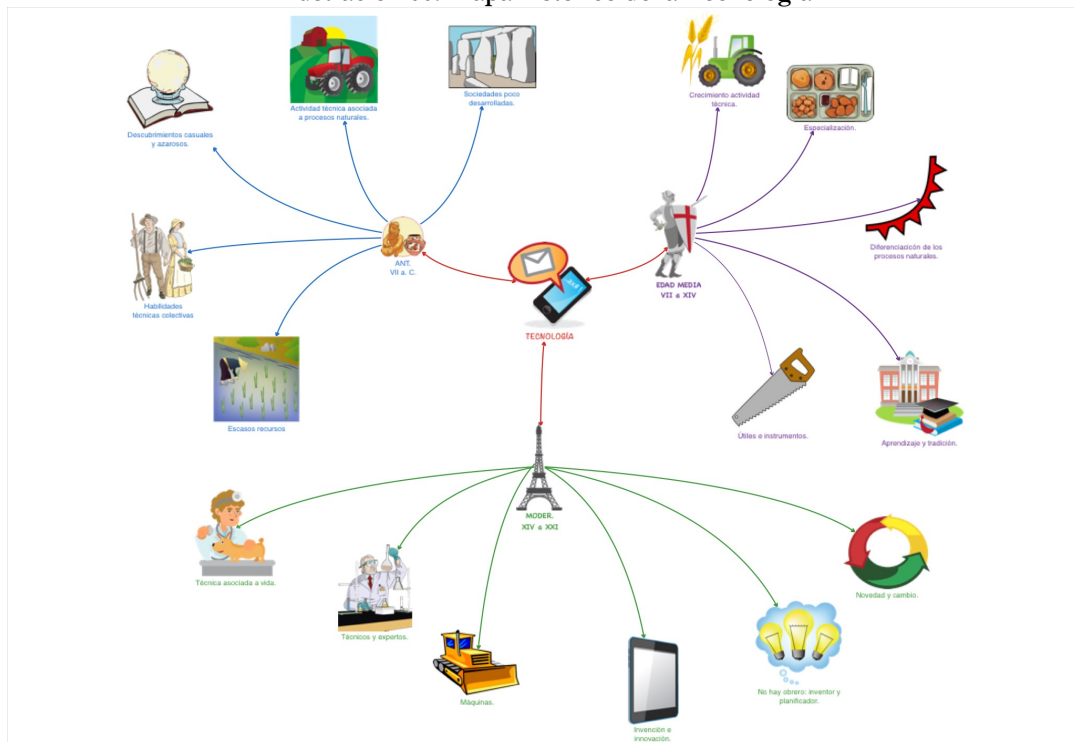 Descubrimientos casuales
y azarosos.
Actividad técnica asociada
a procesos naturales.
Sociedades poco
desarrolladas.
Habilidades
técnicas colectivas
Escasos recursos
ANT.
VII a. C.
TECNOLOGÍA
EDAD MEDIA
VII a XIV
Crecimiento actividad
técnica.
Especialización.
Diferenciacición de los
procesos naturales.
Útiles e instrumentos.
Aprendizaje y tradición.
MODER.
XIV a XXI
Técnica asociada a vida.
Técnicos y expertos.
Máquinas.
Invención e
innovación.
No hay obrero: inventor y
planificador.
Novedad y cambio.